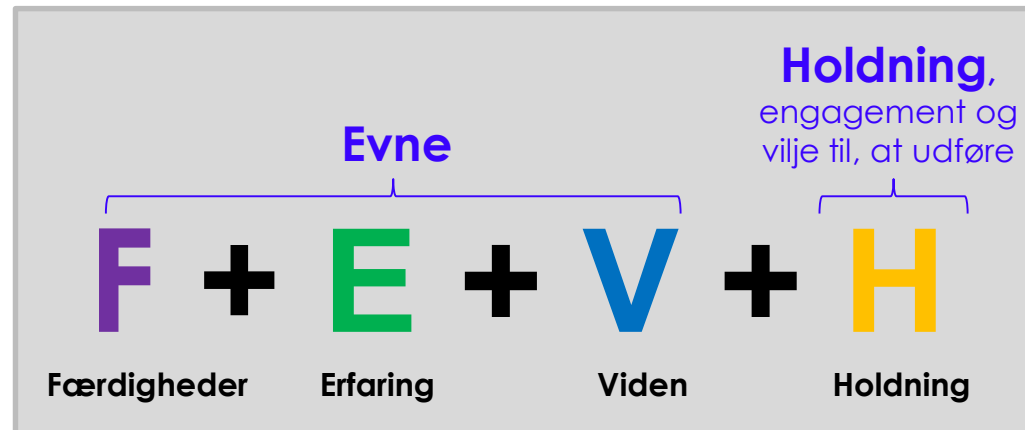 Holdning,
engagement og
vilje til, at udføre
Evne
F + E + V + H
Færdigheder Erfaring Viden Holdning